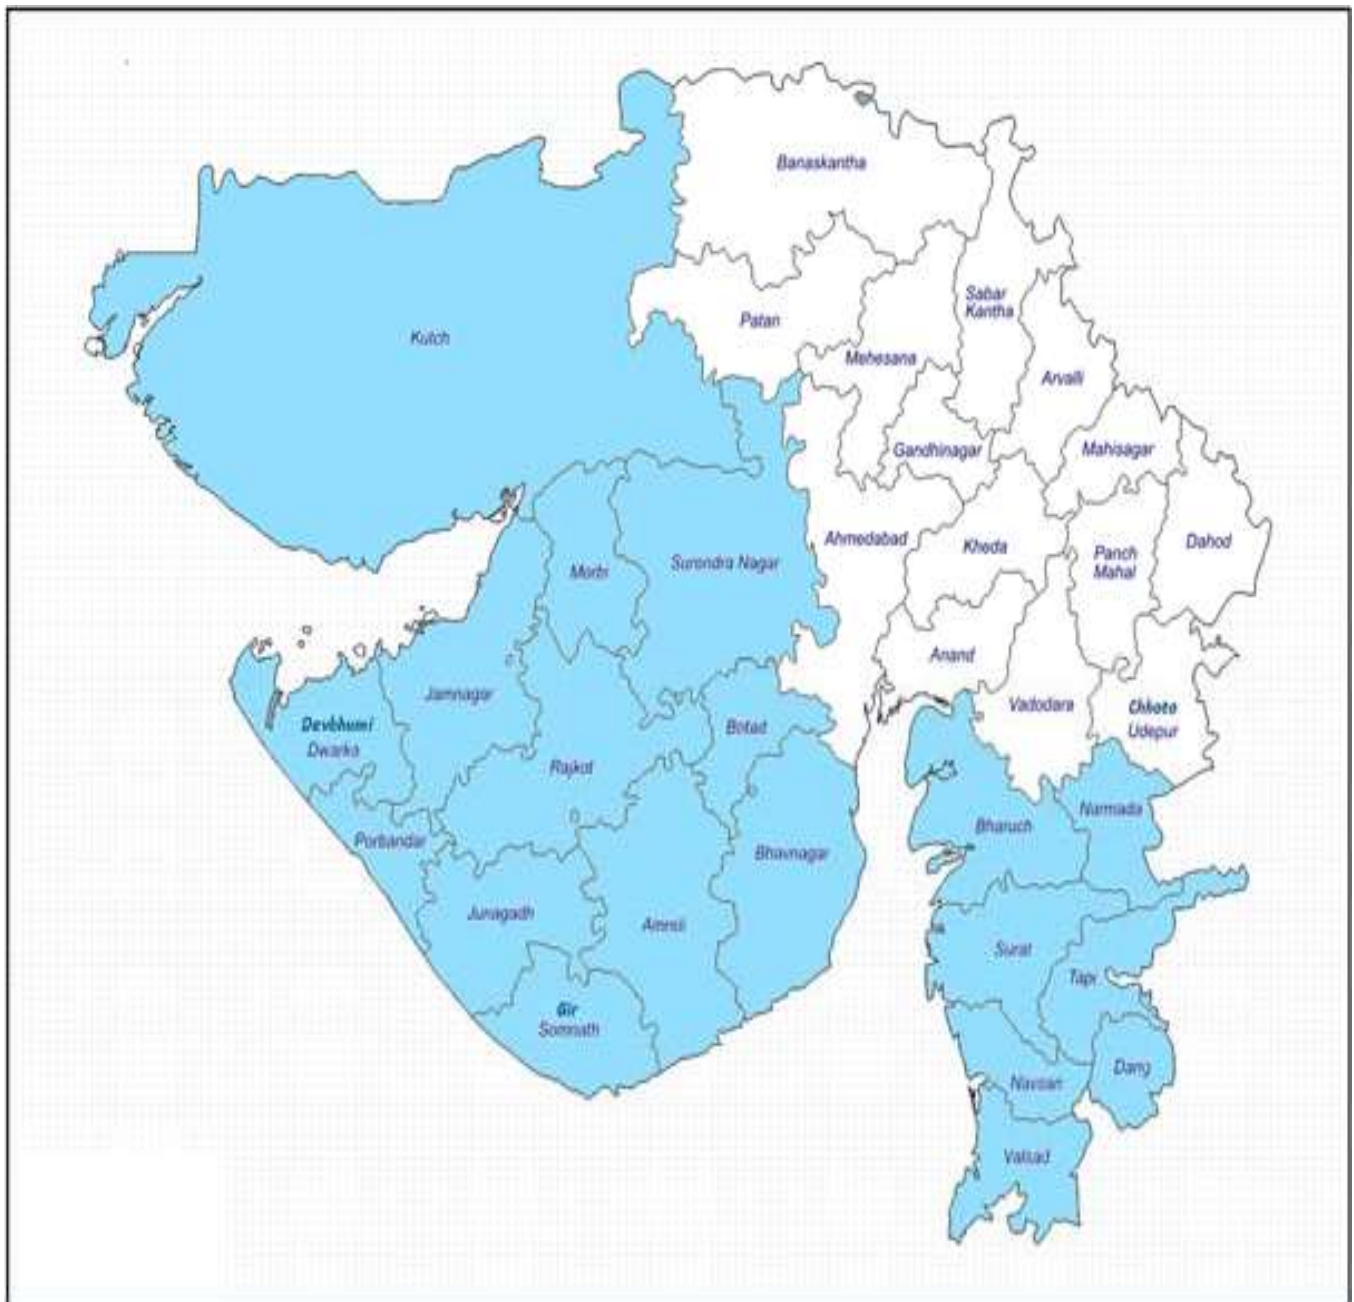 Banaskantha
Patan
Sabar
Kantha
Kutch
Mehesana
Arvalli
Gandhinagar
Mahisagar
Ahmedabad
Kheda
Panch
Mahal
Dahod
Morbi
Surondra Nagar
Anand
Jamnagar
Vadodara
Chhota
Udepur
Devbhumi
Dwarka
Botad
Rajkot
Narmada
Bharuch
Porbandar
Bhavnagar
Junagadh
Amreli
Surat
Tapi
Gir
Somnath
Dang
Navsari
Valsad